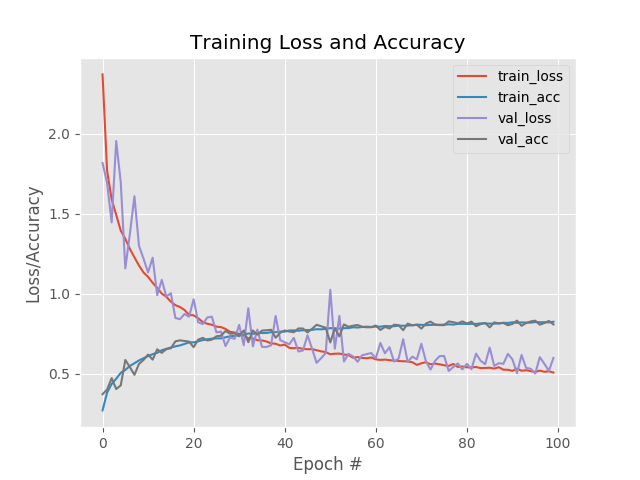 Training Loss and Accuracy
train_loss
train_acc
val_loss
val_acc
Loss/Accuracy
2.0
1.5
1.0
0.5
0 20 40 60 80 100
Epoch #